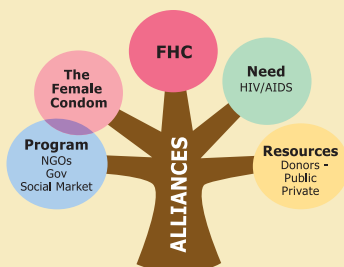 FHC
The
Female
Condom
Need
HIV/AIDS
Program
NGOs
Gov
Social Market
Resources
Donors -
Public
Private
ALLIANCES